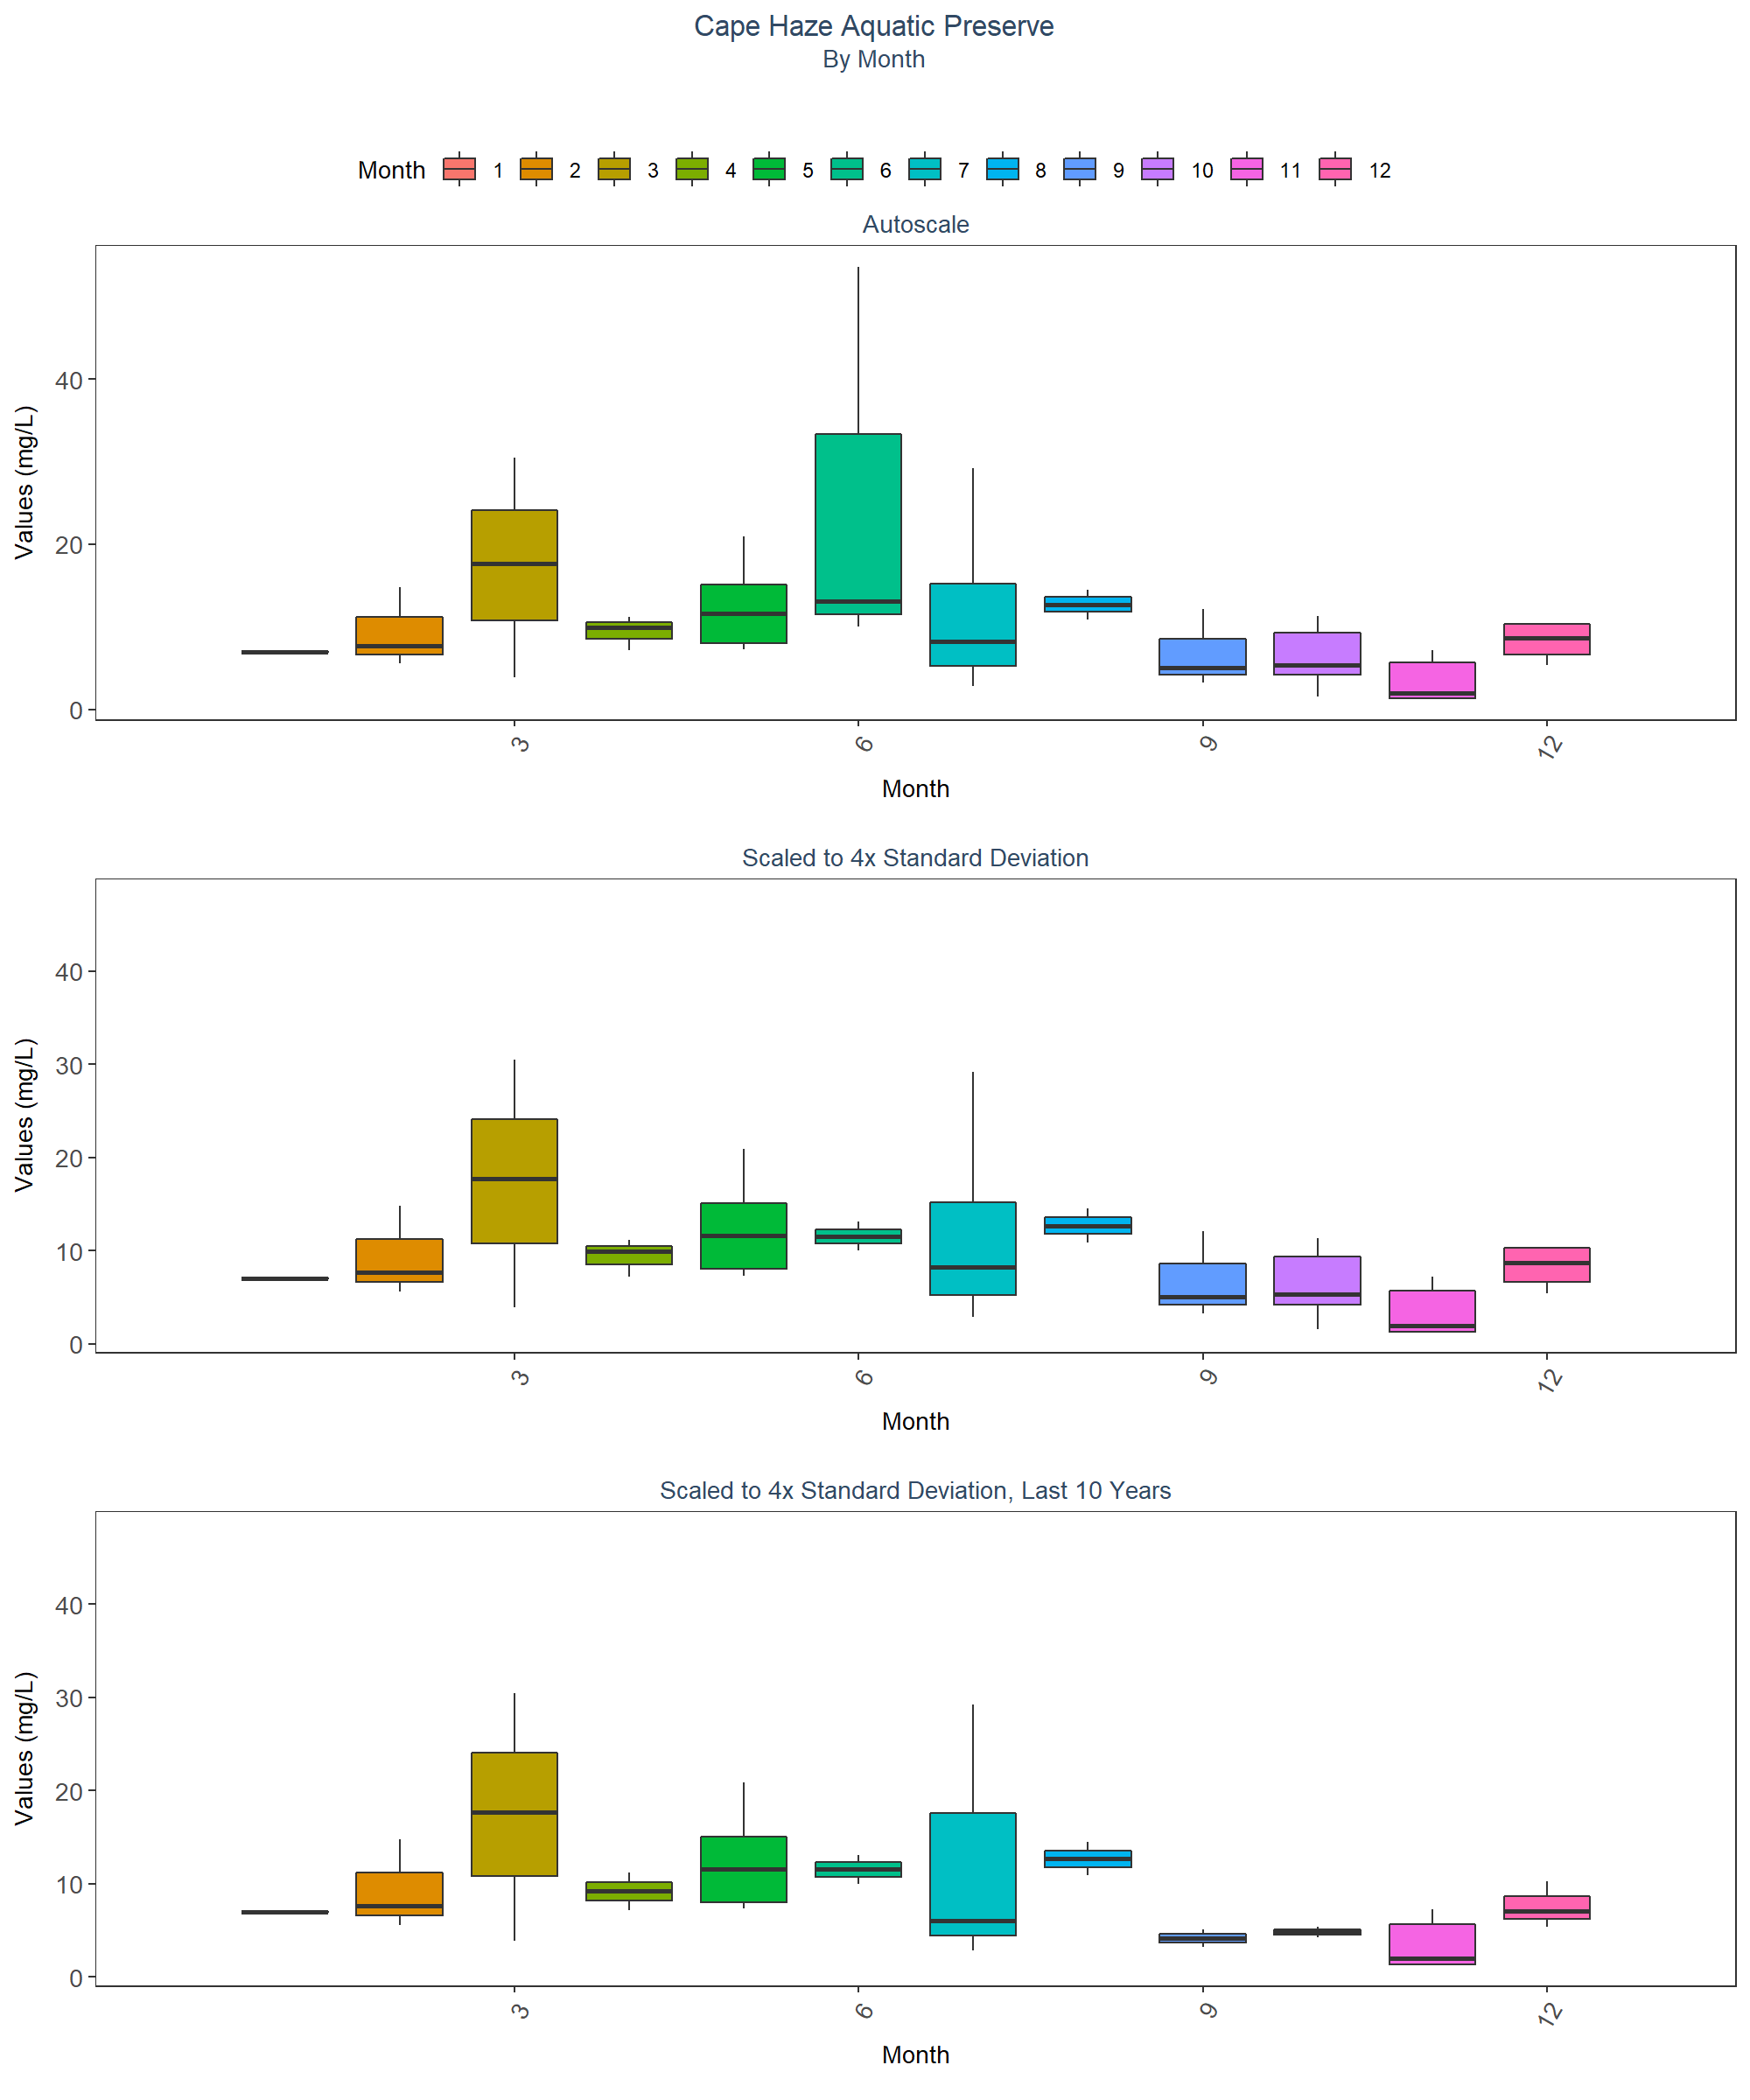 Cape Haze Aquatic Preserve
By Month
Month 1 2 3 4 5 6 7 8 9 10 11 12
Autoscale
Values (mg/L)
40
20
0
3 6 9 12
Month
Scaled to 4x Standard Deviation
Values (mg/L)
40
30
20
10
0
3 6 9 12
Month
Scaled to 4x Standard Deviation, Last 10 Years
Values (mg/L)
40
30
20
10
0
3 6 9 12
Month